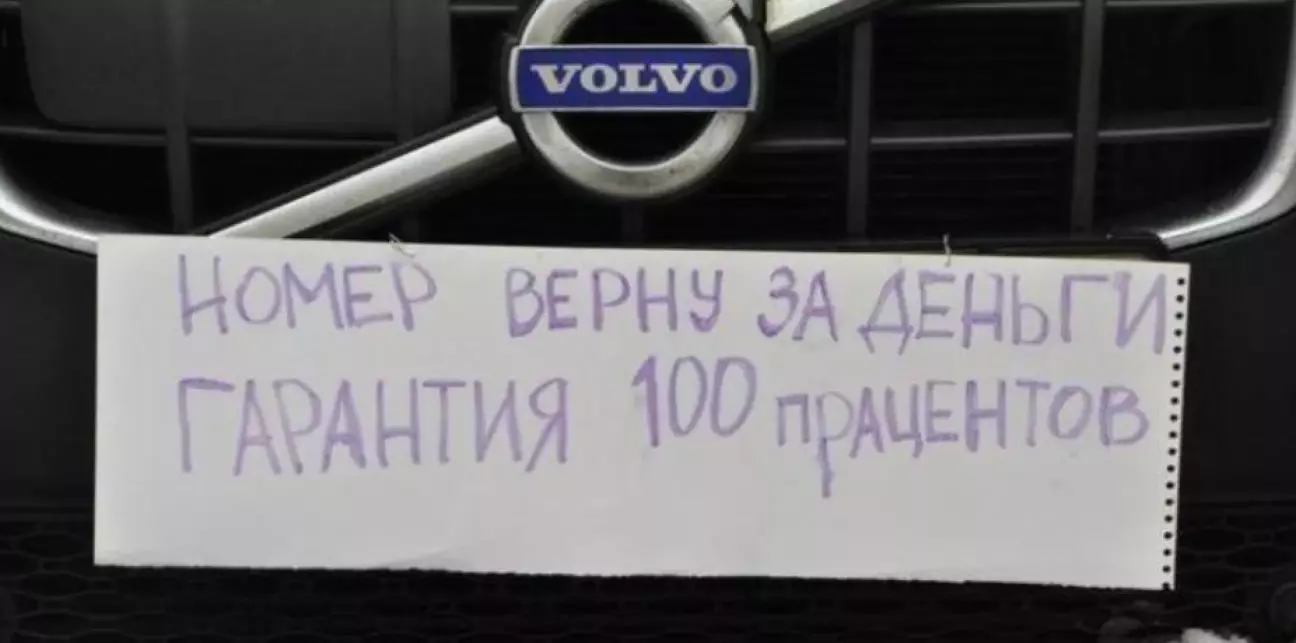 VOLVO
НОМЕР ВЕРНУ ЗА ДЕНЬГИ
ГАРАНТИЯ 100 ПРАЦЕНТОВ